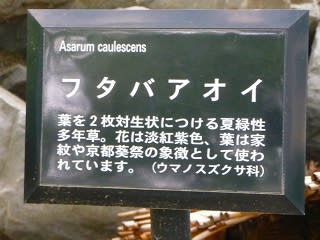 Asarum caulescens
フタバアオイ
葉を2枚対生状につける夏緑性
多年草。花は淡紅紫色、葉は家
紋や京都葵祭の象徴として使わ
れています。（ウマノスズクサ科）